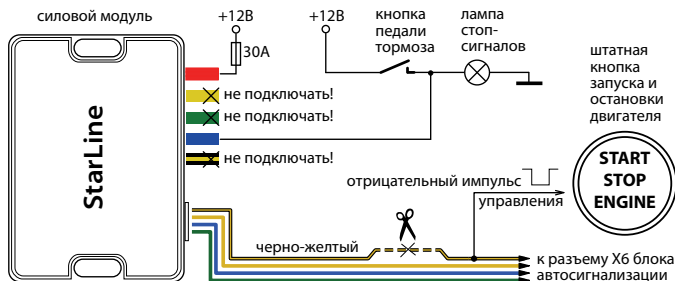 силовой модуль
+12В
+12В
30А
кнопка
педали
тормоза
лампа
стоп-
сигналов
штатная
кнопка
запуска и
остановки
двигателя
не подключать!
не подключать!
не подключать!
StarLine
START
STOP
ENGINE
отрицательный импульс
управления
черно-желтый
к разъему Х6 блока
автосигнализации